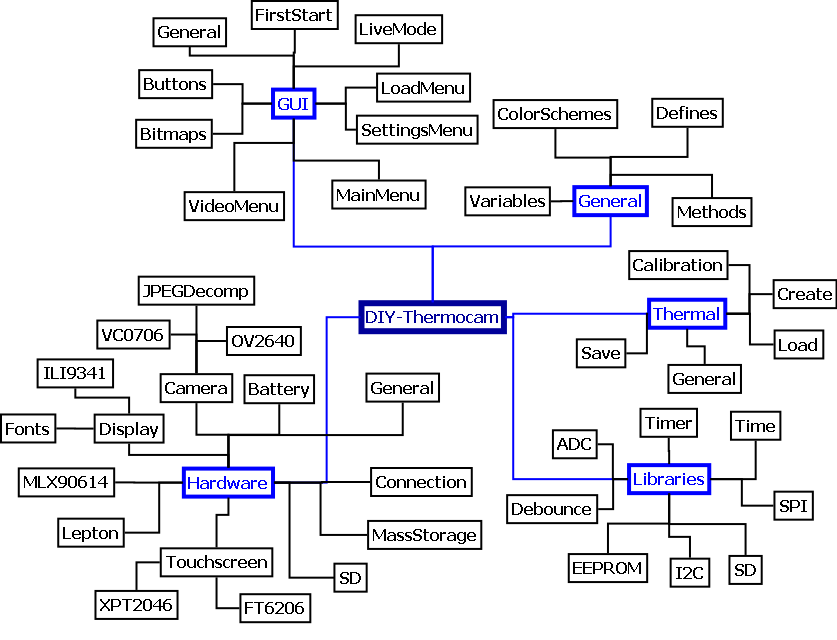 FirstStart
General
LiveMode
Buttons
LoadMenu
GUI
Bitmaps
SettingsMenu
VideoMenu
MainMenu
ColorSchemes
Defines
Variables
General
Methods
Calibration
Create
Thermal
Load
Save
General
DIY-Thermocam
JPEGDecomp
VC0706
OV2640
ILI9341
Camera
Battery
General
Fonts
Display
MLX90614
Hardware
Connection
Lepton
MassStorage
Touchscreen
SD
XPT2046
FT6206
Timer
Time
ADC
Libraries
Debounce
SPI
EEPROM
I2C
SD